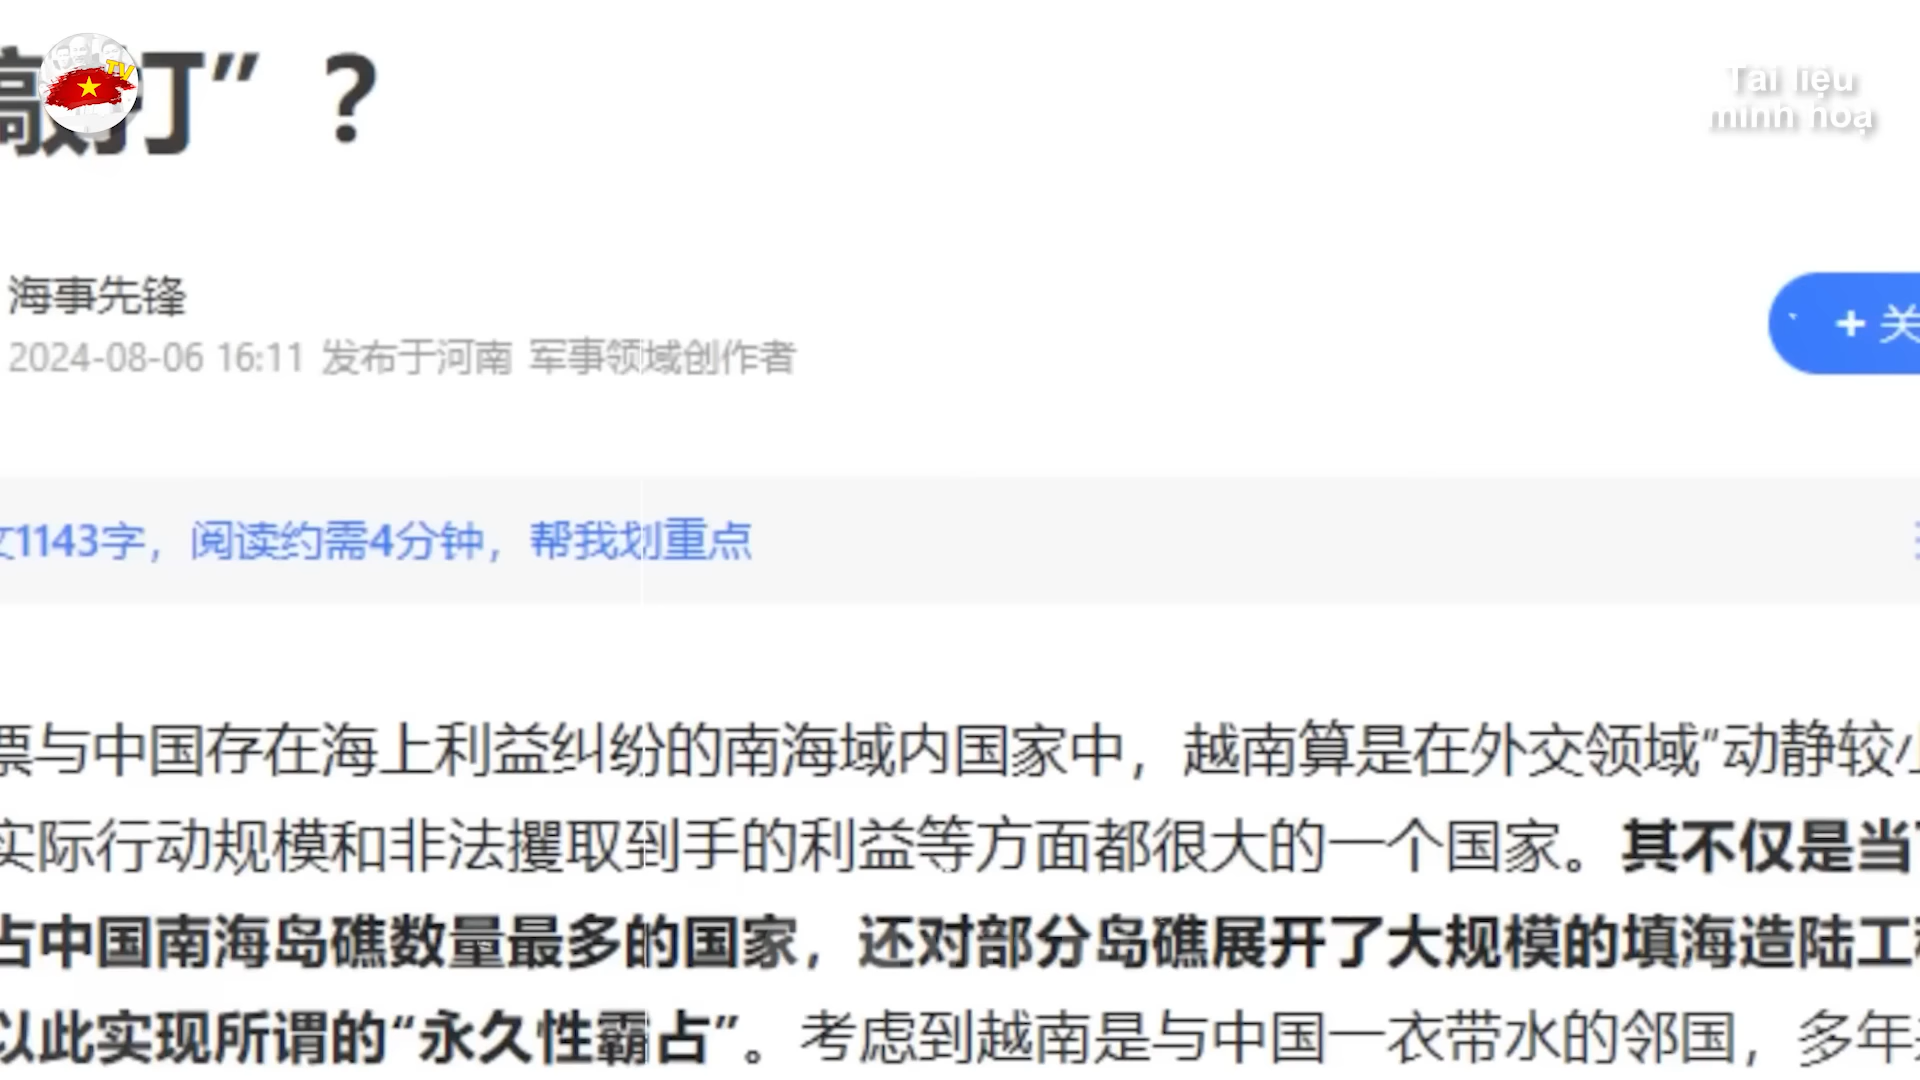 敲打”？
TV
Tài liệu
minh hoạ
海事先锋
2024-08-06 16:11 发布于河南 军事领域创作者
+ 关
文1143字，阅读约需4分钟，帮我划重点
票与中国存在海上利益纠纷的南海域内国家中，越南算是在外交领域“动静较小
实际行动规模和非法攫取到手的利益等方面都很大的一个国家。其不仅是当下
占中国南海岛礁数量最多的国家，还对部分岛礁展开了大规模的填海造陆工程
以此实现所谓的“永久性霸占”。考虑到越南是与中国一衣带水的邻国，多年来